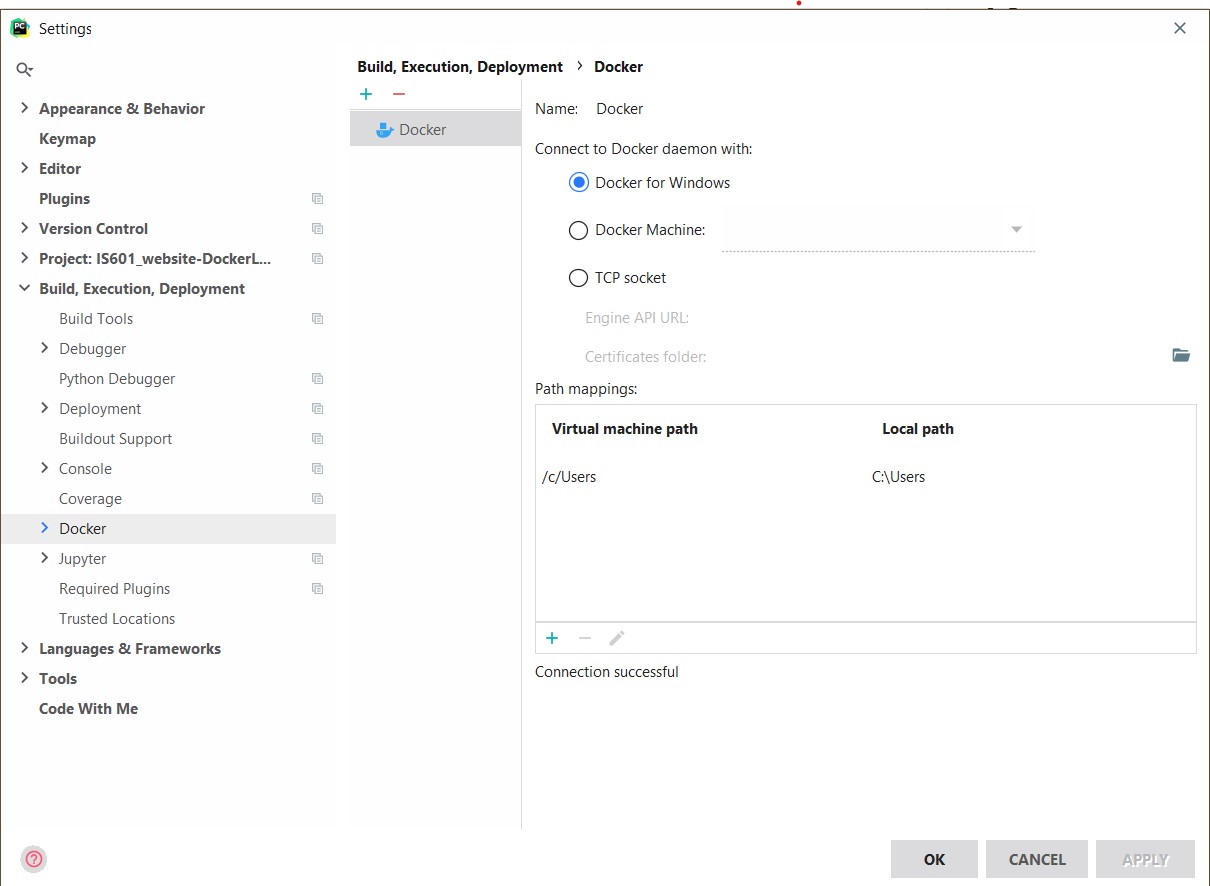 PC
Settings
Appearance & Behavior
Keymap
Editor
Plugins
Version Control
Project: IS601_website-DockerL...
Build, Execution, Deployment
Build Tools
Debugger
Python Debugger
Deployment
Buildout Support
Console
Coverage
Docker
Jupyter
Required Plugins
Trusted Locations
Languages & Frameworks
Tools
Code With Me
Build, Execution, Deployment > Docker
Docker
Name: Docker
Connect to Docker daemon with:
Docker for Windows
Docker Machine:
TCP socket
Engine API URL:
Certificates folder:
Path mappings:
Virtual machine path Local path
/c/Users C:\Users
Connection successful
?
OK CANCEL APPLY